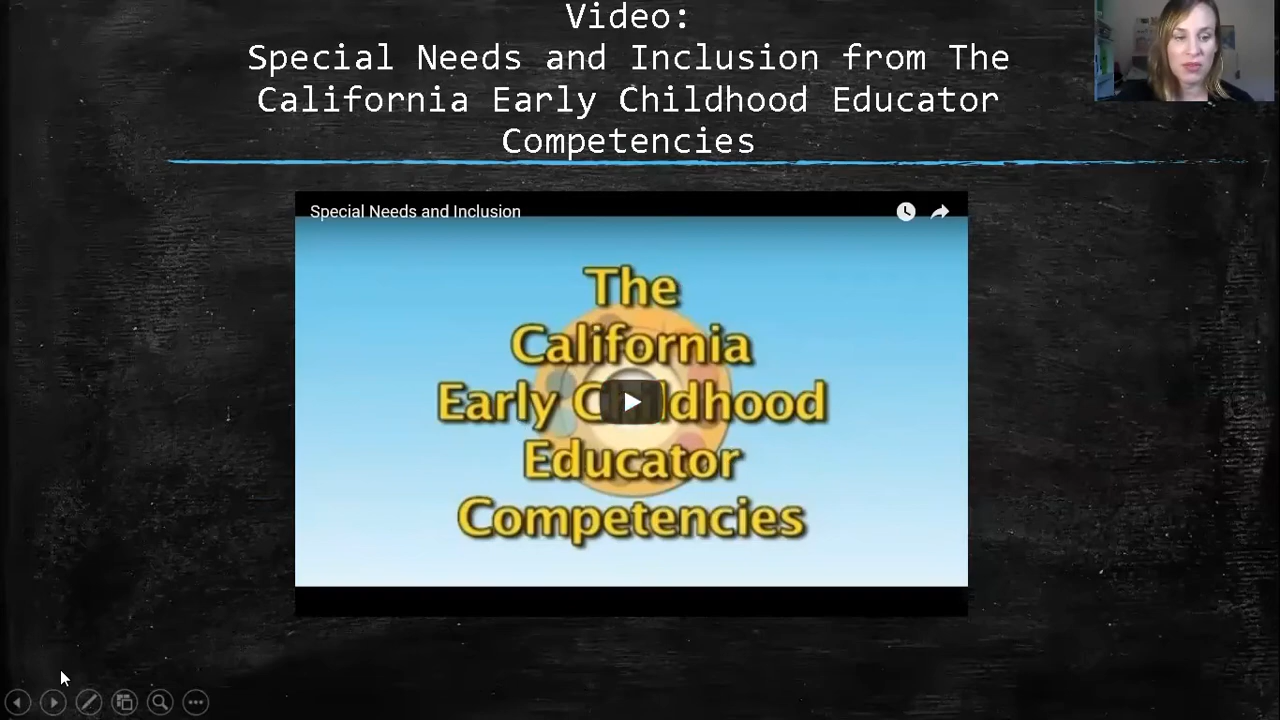 Video:
Special Needs and Inclusion from The
California Early Childhood Educator
Competencies
Special Needs and Inclusion
The
California
Early Childhood
Educator
Competencies